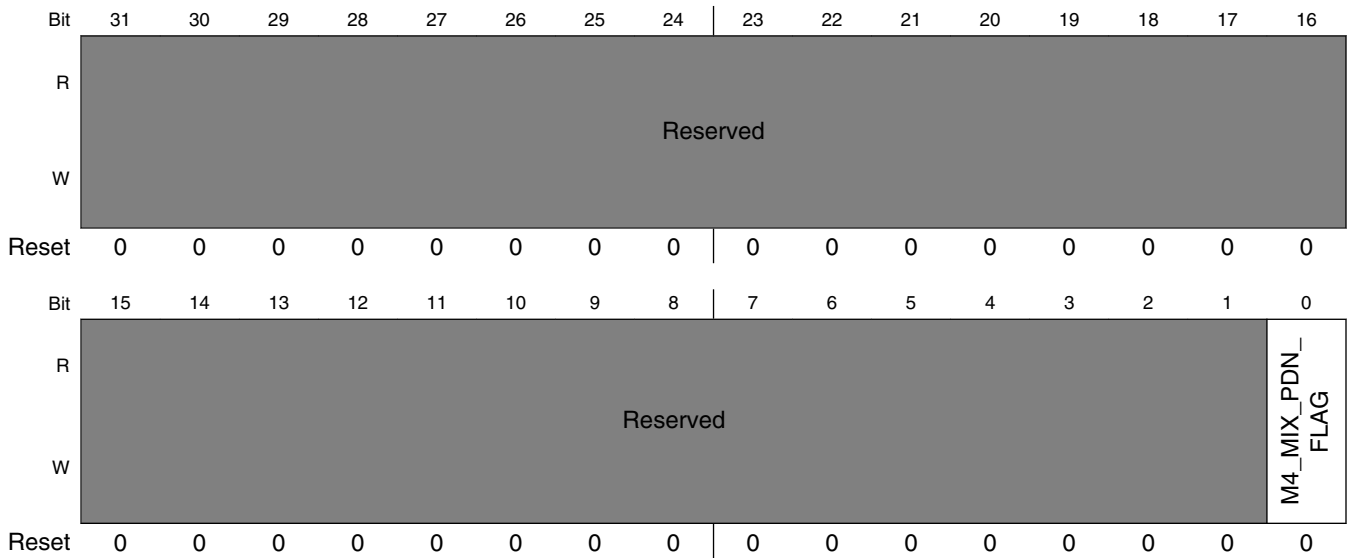 Bit 31 30 29 28 27 26 25 24 23 22 21 20 19 18 17 16
R
Reserved
W
Reset 0 0 0 0 0 0 0 0 0 0 0 0 0 0 0 0
Bit 15 14 13 12 11 10 9 8 7 6 5 4 3 2 1 0
R
Reserved
M4_MIX_PDN_
FLAG
W
Reset 0 0 0 0 0 0 0 0 0 0 0 0 0 0 0 0